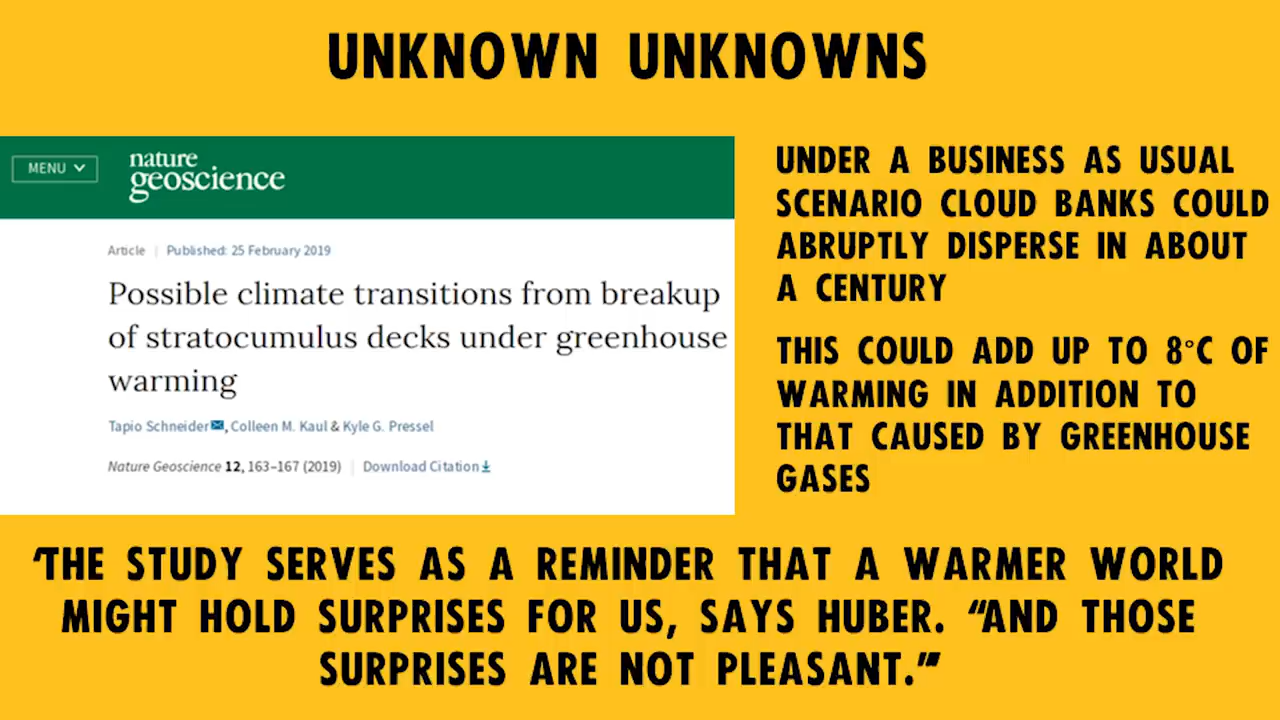 UNKNOWN UNKNOWNS
MENU
nature
geoscience
Article | Published: 25 February 2019
Possible climate transitions from breakup
of stratocumulus decks under greenhouse
warming
Tapio Schneider, Colleen M. Kaul & Kyle G. Pressel
Nature Geoscience 12, 163–167 (2019) | Download Citation
UNDER A BUSINESS AS USUAL
SCENARIO CLOUD BANKS COULD
ABRUPTLY DISPERSE IN ABOUT
A CENTURY
THIS COULD ADD UP TO 8°C OF
WARMING IN ADDITION TO
THAT CAUSED BY GREENHOUSE
GASES
‘THE STUDY SERVES AS A REMINDER THAT A WARMER WORLD
MIGHT HOLD SURPRISES FOR US, SAYS HUBER. “AND THOSE
SURPRISES ARE NOT PLEASANT.”’